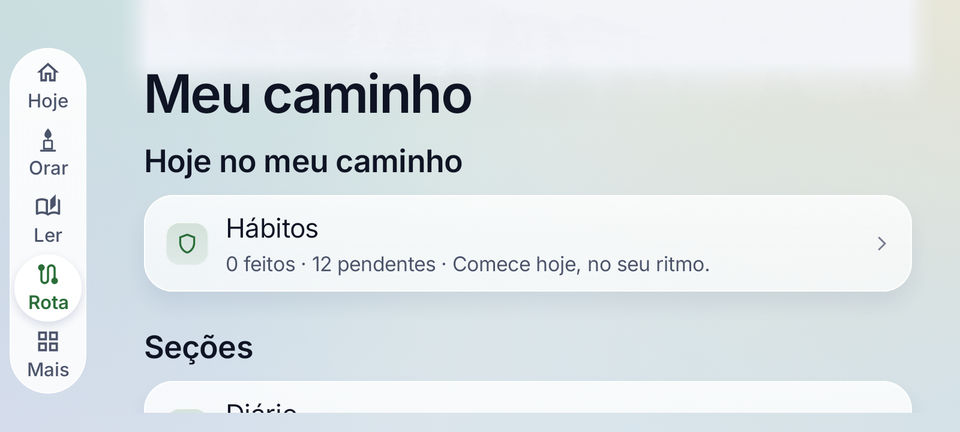 Meu caminho
Hoje no meu caminho
Hábitos
0 feitos · 12 pendentes · Comece hoje, no seu ritmo.
Seções
Diário
Hoje
Orar
Ler
Rota
Mais